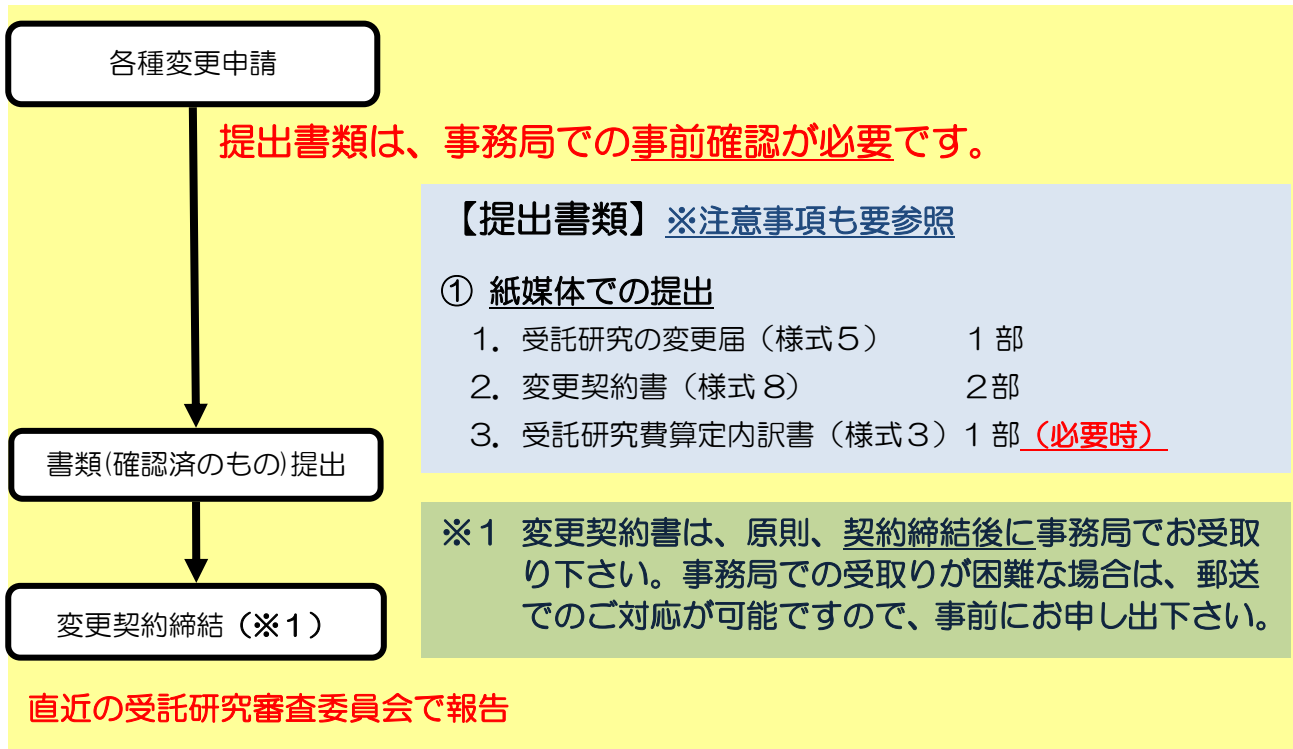 各種変更申請
提出書類は、事務局での事前確認が必要です。
【提出書類】※注意事項も要参照
① 紙媒体での提出
1．受託研究の変更届（様式５） 1 部
2．変更契約書（様式 8） 2部
3．受託研究費算定内訳書（様式３）1 部（必要時）
書類(確認済のもの)提出
※１ 変更契約書は、原則、契約締結後に事務局でお受取
り下さい。事務局での受取りが困難な場合は、郵送
でのご対応が可能ですので、事前にお申し出下さい。
変更契約締結（※１）
直近の受託研究審査委員会で報告